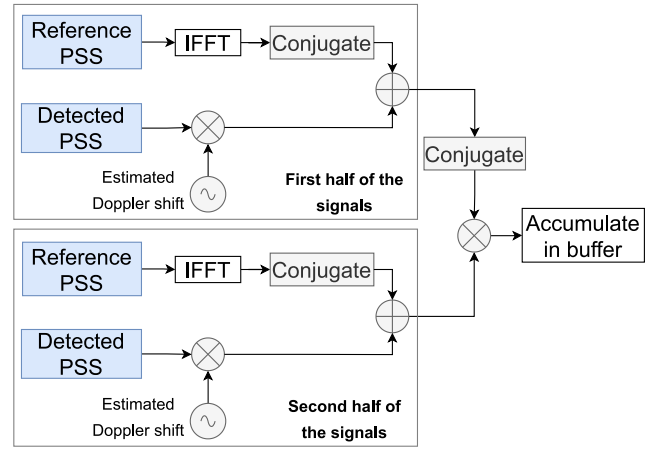 Reference
PSS
IFFT
Conjugate
Detected
PSS
Estimated
Doppler shift
First half of the
signals
Conjugate
Accumulate
in buffer
Reference
PSS
IFFT
Conjugate
Detected
PSS
Estimated
Doppler shift
Second half of
the signals